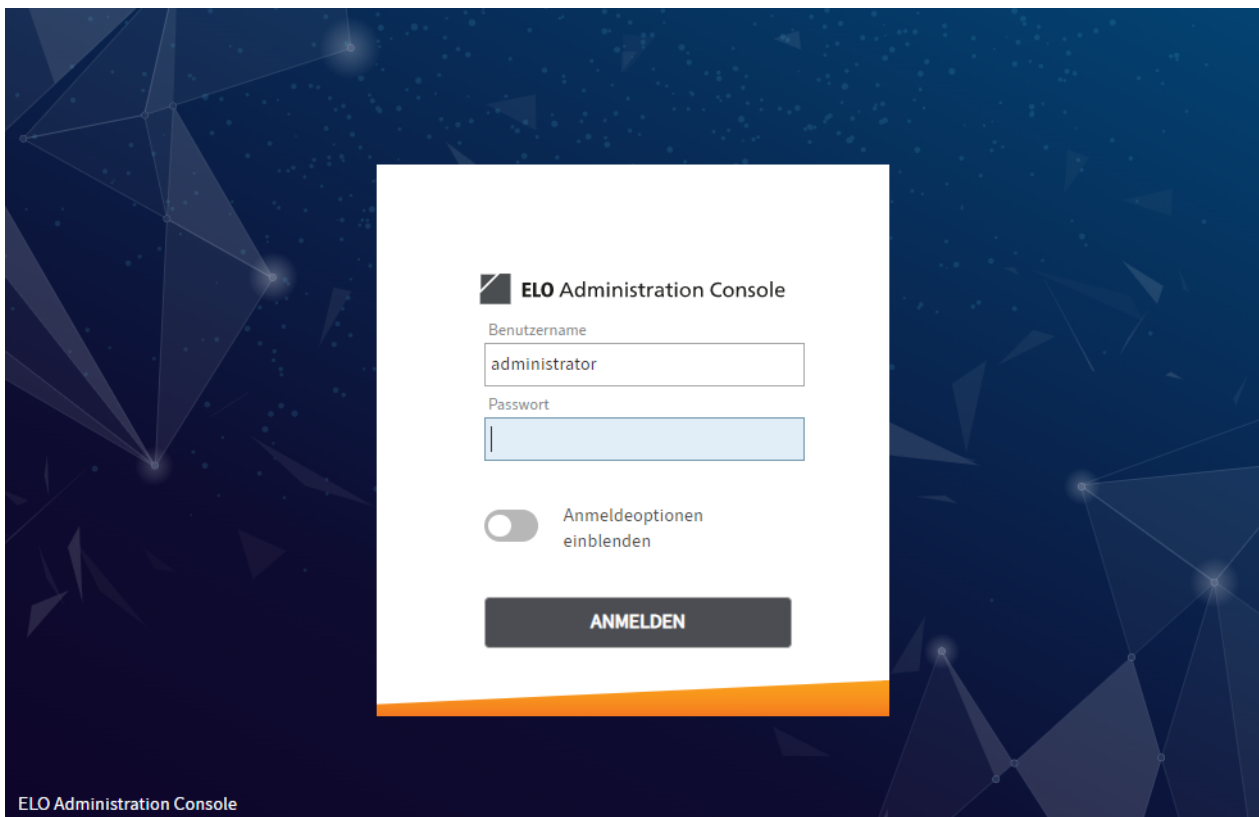 ELO Administration Console
Benutzername
administrator
Passwort
Anmeldeoptionen
einblenden
ANMELDEN
ELO Administration Console